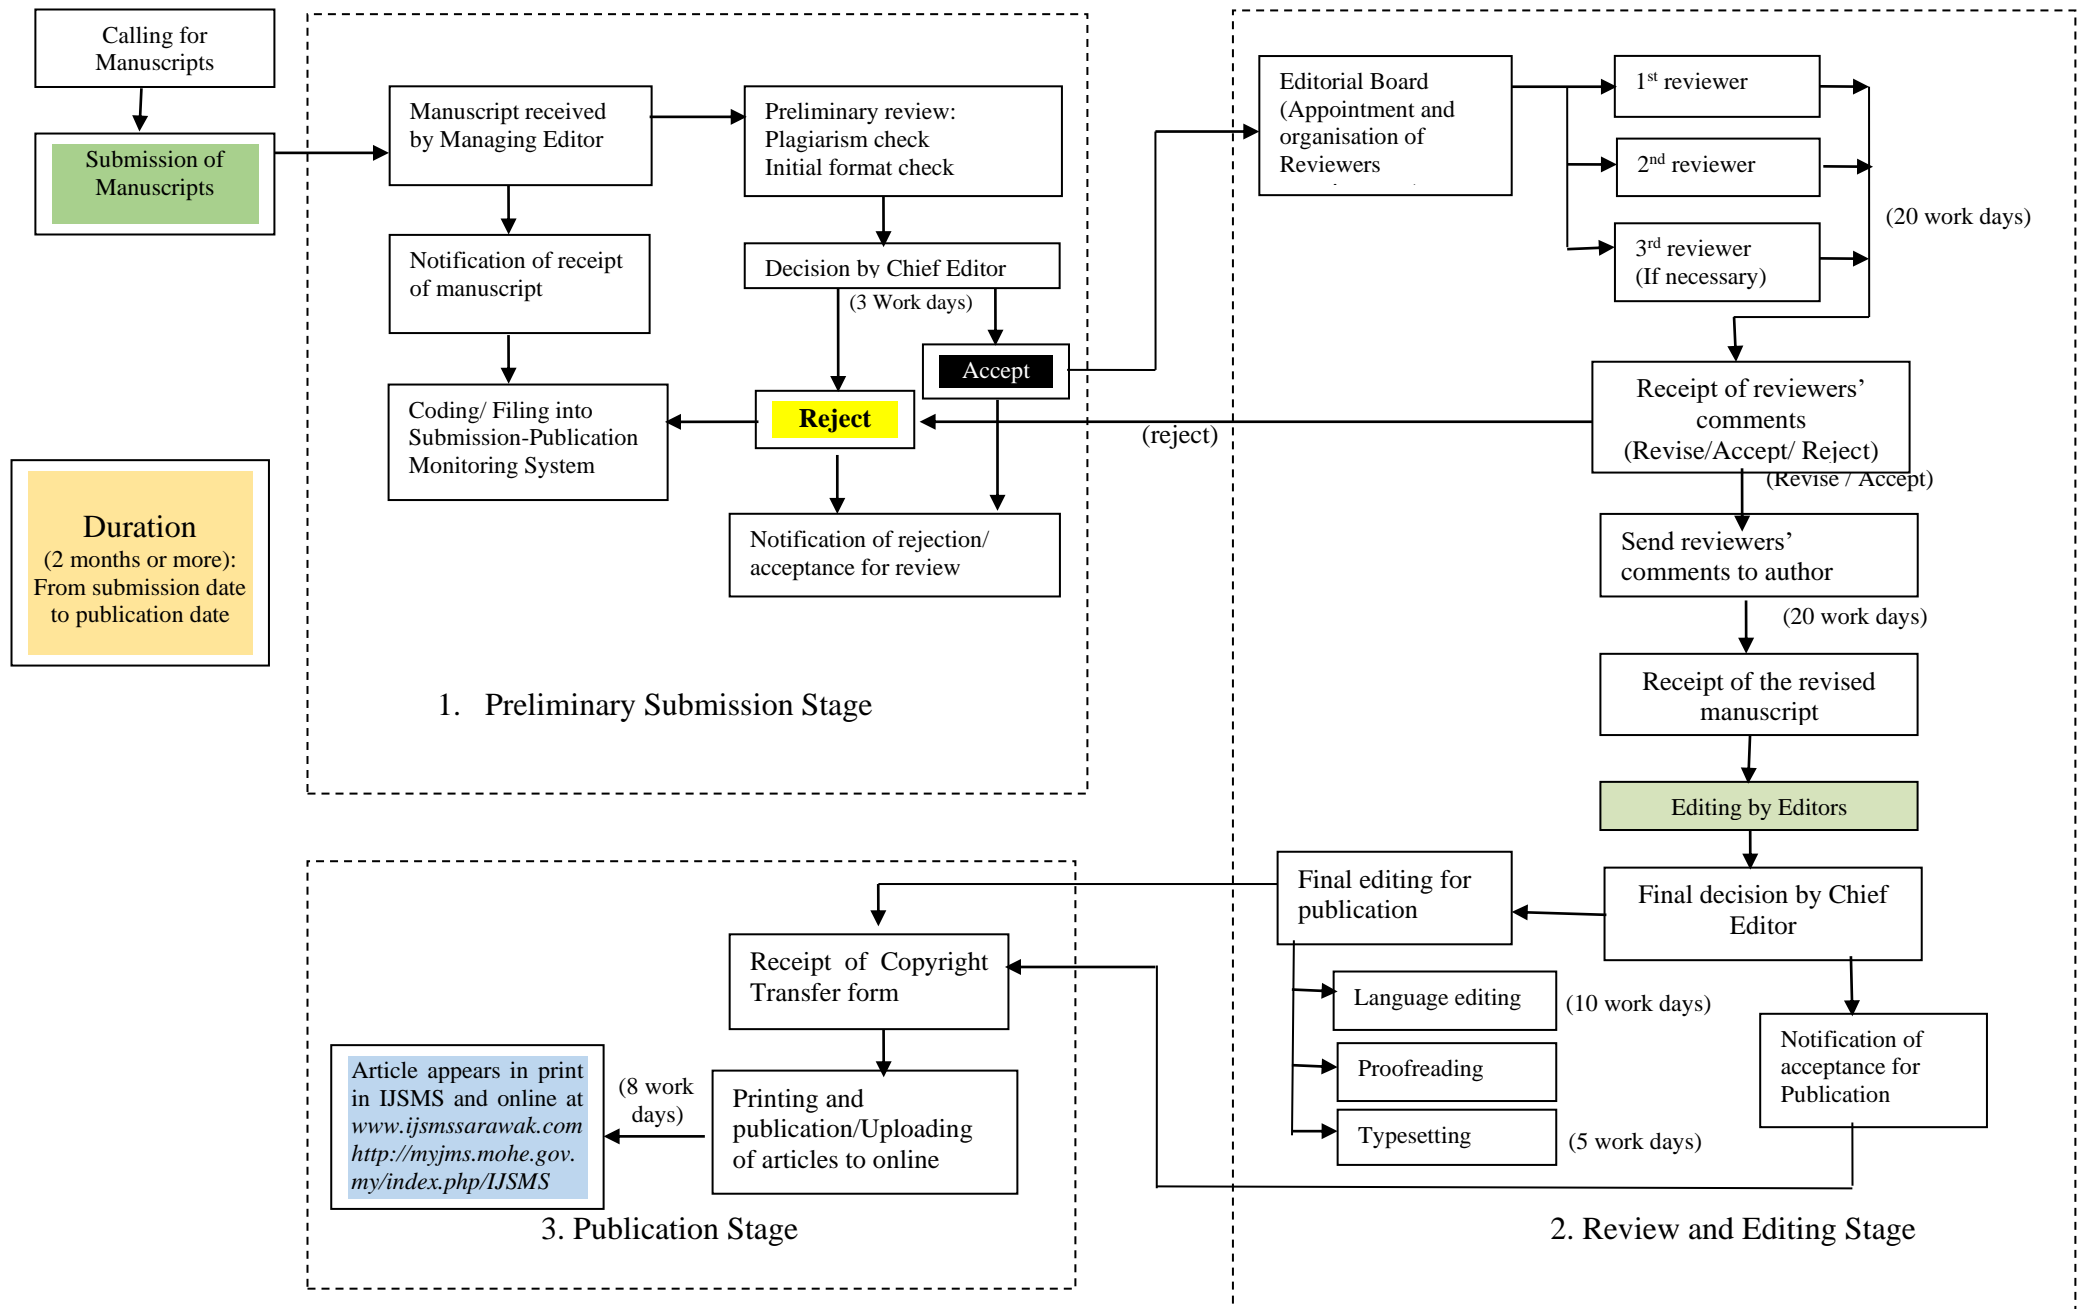 Calling for
Manuscripts
Submission of
Manuscripts
Duration
(2 months or more):
From submission date
to publication date
Manuscript received
by Managing Editor
Preliminary review:
Plagiarism check
Initial format check
Notification of receipt
of manuscript
Decision by Chief Editor
(3 Work days)
Accept
Reject
Coding/ Filing into
Submission-Publication
Monitoring System
Notification of rejection/
acceptance for review
1. Preliminary Submission Stage
(reject)
Editorial Board
(Appointment and
organisation of
Reviewers
1st reviewer
2nd reviewer
3rd reviewer
(If necessary)
(20 work days)
Receipt of reviewers’
comments
(Revise/Accept/ Reject)
(Revise / Accept)
Send reviewers’
comments to author
(20 work days)
Receipt of the revised
manuscript
Editing by Editors
Final decision by Chief
Editor
Final editing for
publication
Language editing
(10 work days)
Proofreading
Typesetting
(5 work days)
Notification of
acceptance for
Publication
2. Review and Editing Stage
Receipt of Copyright
Transfer form
Printing and
publication/Uploading
of articles to online
(8 work
days)
Article appears in print
in IJSMS and online at
www.ijsmssarawak.com
http://myjms.mohe.gov.
my/index.php/IJSMS
3. Publication Stage